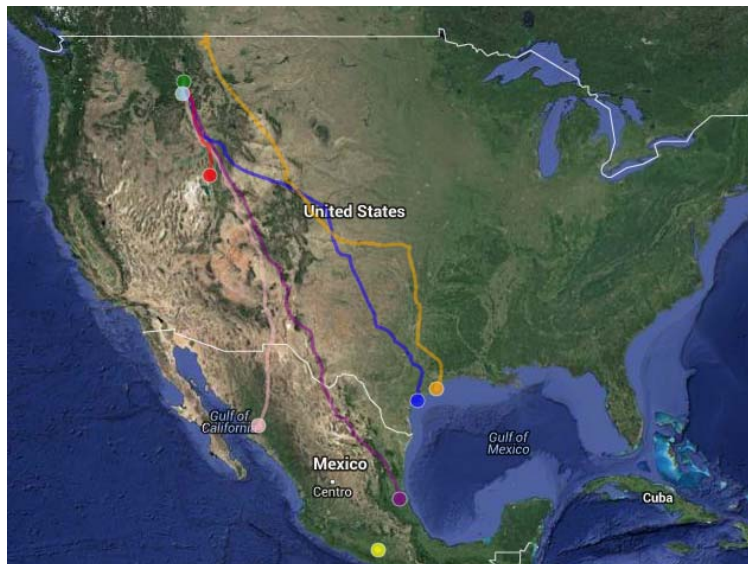 United States
Gulf of
California
Gulf of
Mexico
Mexico
Centro
Cuba